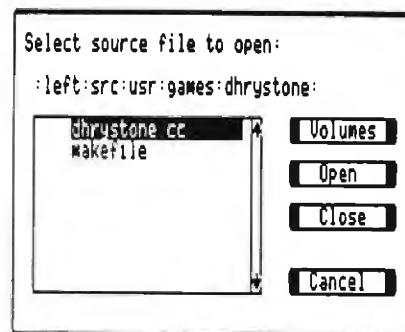 Select source file to open:
:left:src:usr:games:dhrystone:
dhrystone cc
makefile
Volumes
Open
Close
Cancel